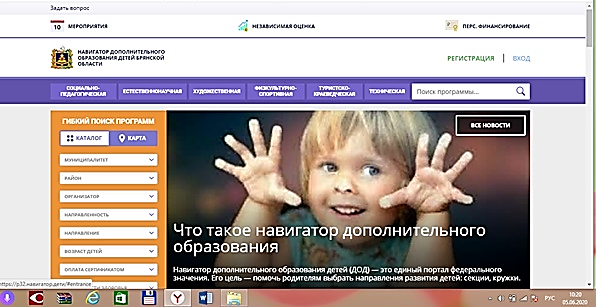 Задать вопрос
10 МЕРОПРИЯТИЯ
НЕЗАВИСИМАЯ ОЦЕНКА
ПЕРС. ФИНАНСИРОВАНИЕ
НАВИГАТОР ДОПОЛНИТЕЛЬНОГО
ОБРАЗОВАНИЯ ДЕТЕЙ БРЯНСКОЙ
ОБЛАСТИ
РЕГИСТРАЦИЯ | ВХОД
СОЦИАЛЬНО-
ПЕДАГОГИЧЕСКАЯ
ЕСТЕСТВЕННОНАУЧНАЯ
ХУДОЖЕСТВЕННАЯ
ФИЗКУЛЬТУРНО-
СПОРТИВНАЯ
ТУРИСТСКО-
КРАЕВЕДЧЕСКАЯ
ТЕХНИЧЕСКАЯ
Поиск программы...
ГИБКИЙ ПОИСК ПРОГРАММ
КАТАЛОГ
КАРТА
МУНИЦИПАЛИТЕТ
РАЙОН
ОРГАНИЗАТОР
НАПРАВЛЕННОСТЬ
НАПРАВЛЕНИЕ
ВОЗРАСТ ДЕТЕЙ
ОПЛАТА СЕРТИФИКАТОМ
ВСЕ НОВОСТИ
Что такое навигатор дополнительного
образования
Навигатор дополнительного образования детей (ДОД) — это единый портал федерального
значения. Его цель — помочь родителям выбрать направления развития детей: секции, кружки.
https://р32.навигатор.дети/#entrance
ЗДОРОВЬЯ
РУС
10:20
05.06.2020